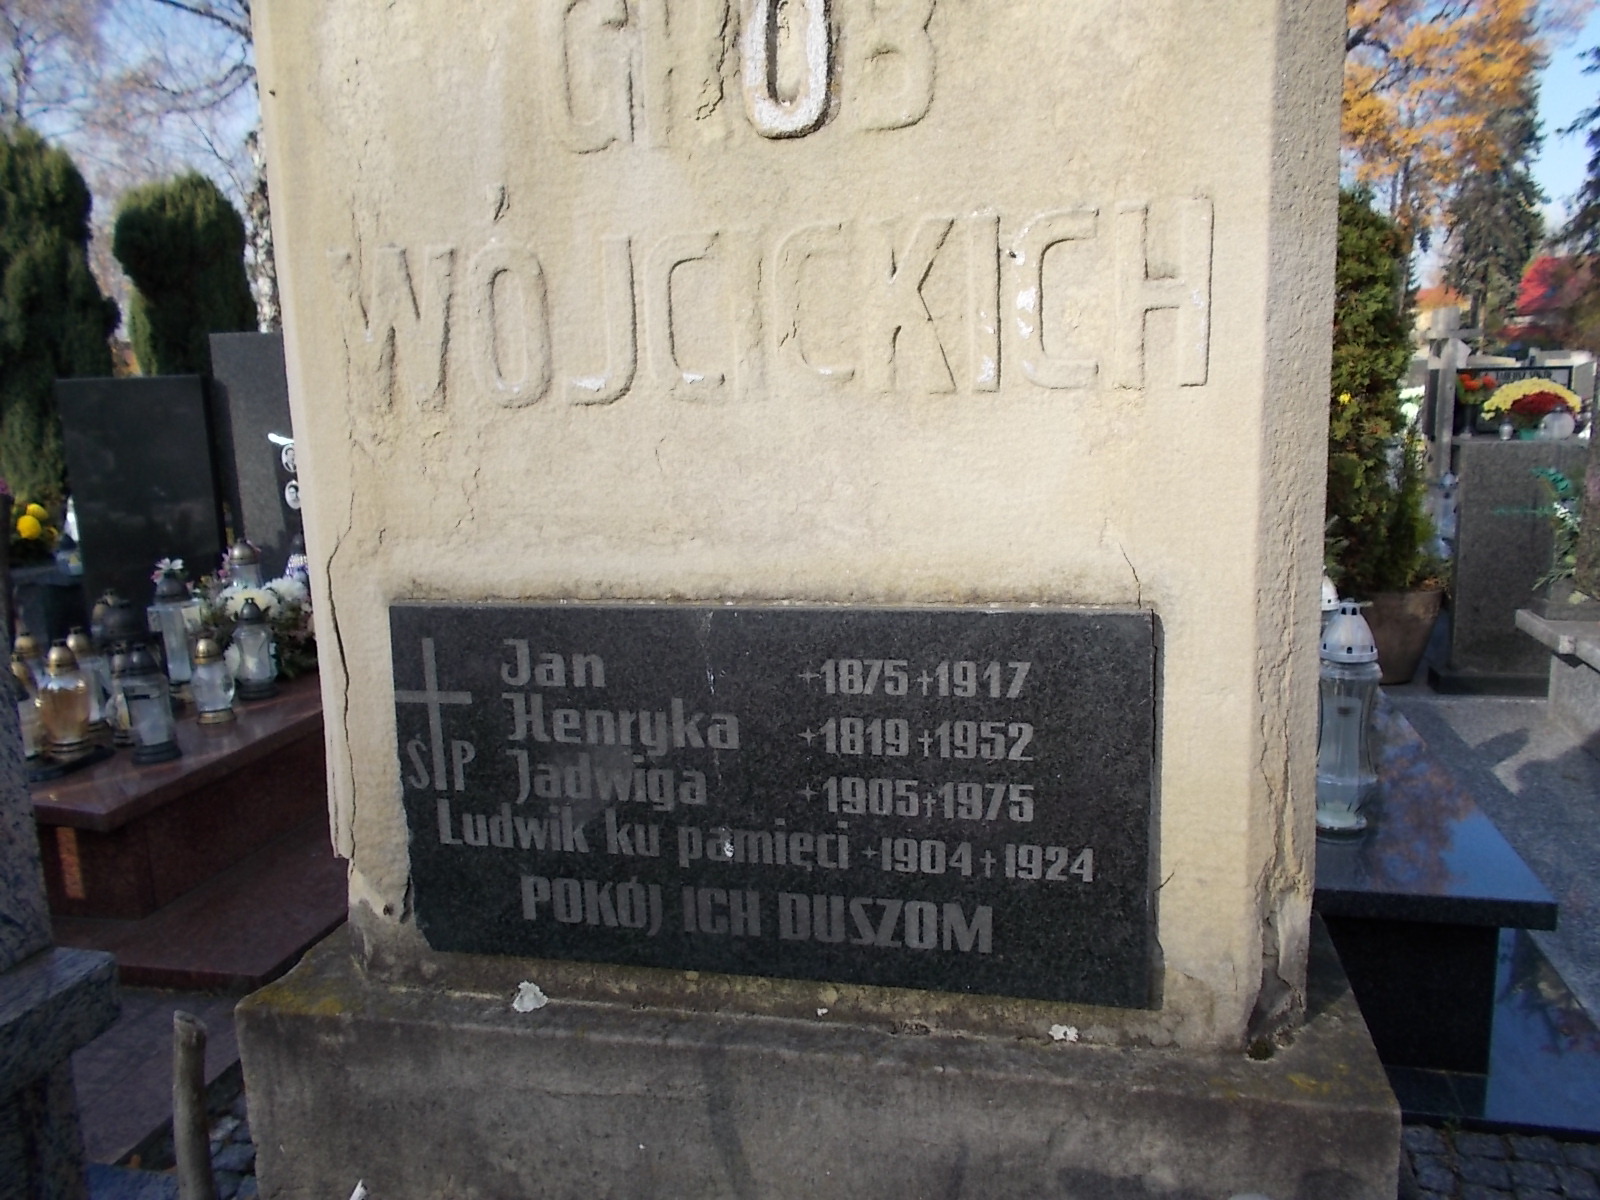 GRÓB
WÓJCICKICH
Jan +1875 +1917
Henryka +1819 +1952
ŚP Jadwiga +1905 +1975
Ludwik ku pamięci +1904 +1924
POKÓJ ICH DUSZOM